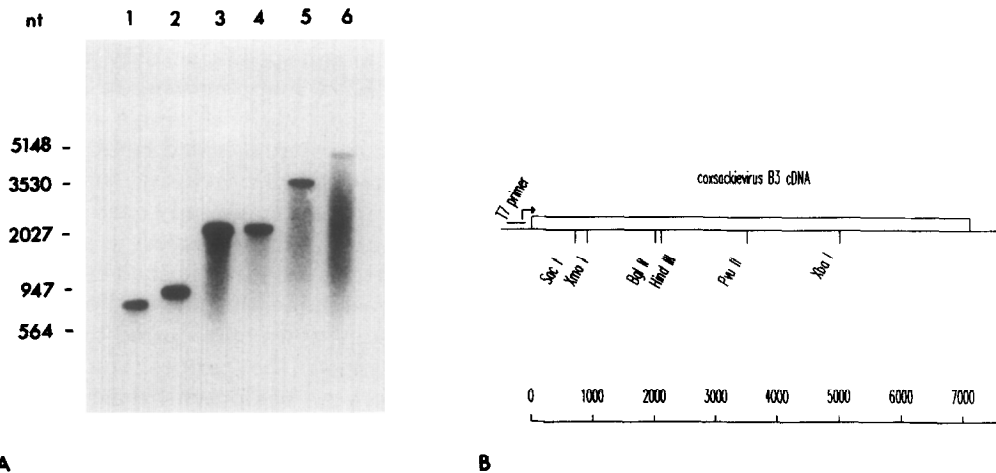 nt 1 2 3 4 5 6
5148 -
3530 -
2027 -
947 -
564 -
A
coxsackievirus B3 cDNA
T7 primer
Sac I
Xma I
Bgl II
Hind III
Pvu II
Xba I
0 1000 2000 3000 4000 5000 6000 7000
B